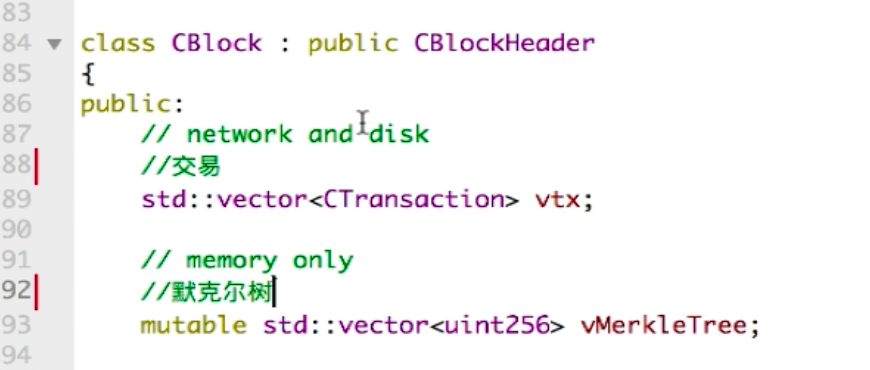 83
84 class CBlock : public CBlockHeader
85 {
86 public:
87 // network and disk
88 //交易
89 std::vector<CTransaction> vtx;
90
91 // memory only
92 //默克尔树
93 mutable std::vector<uint256> vMerkleTree;
94